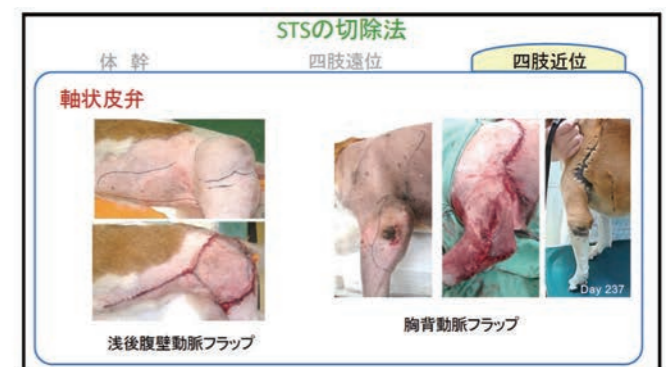 STSの切除法
体 幹
四肢遠位
四肢近位
軸状皮弁
Day 237
浅後腹壁動脈フラップ
胸背動脈フラップ